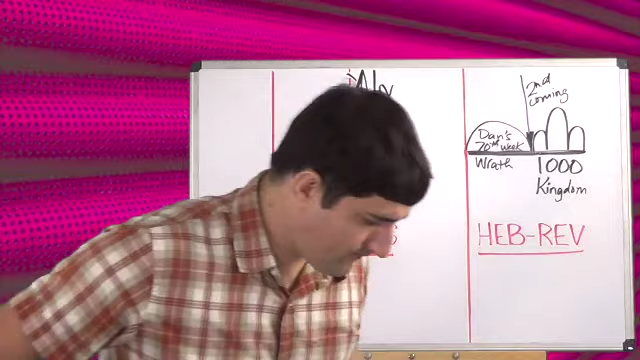 2nd
coming
Dan's
70th week
Wrath
1000
Kingdom
HEB-REV